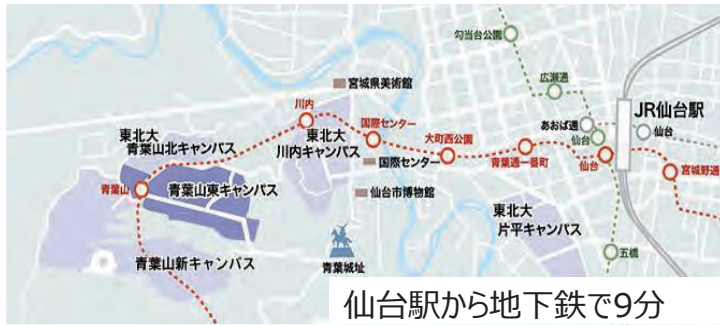 勾当台公園
広瀬通
宮城県美術館
JR仙台駅
川内
あおば通
仙台
国際センター
仙台
東北大
青葉山北キャンパス
東北大
川内キャンパス
大町西公園
青葉通一番町
仙台
国際センター
宮城野通
青葉山
青葉山東キャンパス
仙台市博物館
東北大
片平キャンパス
青葉山新キャンパス
青葉城址
五橋
仙台駅から地下鉄で9分